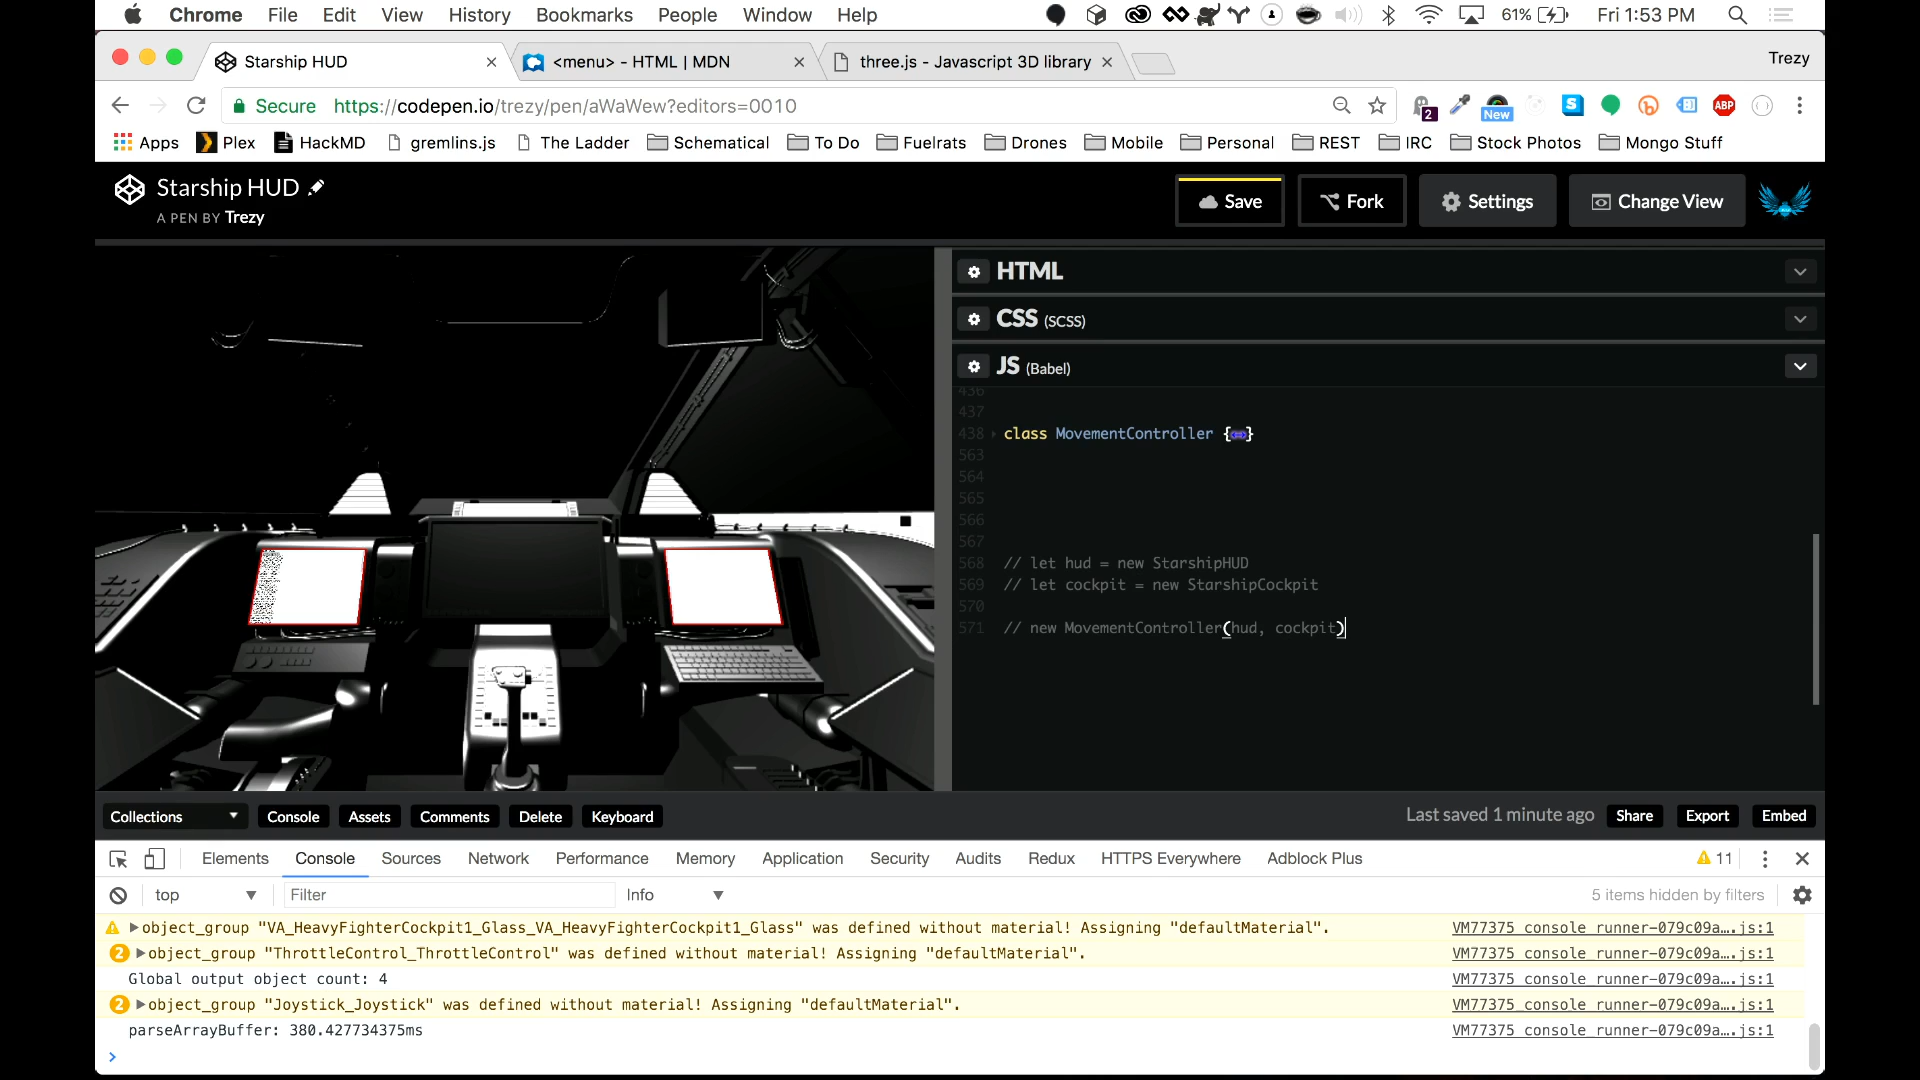 Chrome File Edit View History Bookmarks People Window Help 61% Fri 1:53 PM
Starship HUD <menu> - HTML | MDN three.js - Javascript 3D library Trezy
Secure https://codepen.io/trezy/pen/aWaWew?editors=0010 2 New S ABP
Apps Plex HackMD gremlins.js The Ladder Schematical To Do Fuelrats Drones Mobile Personal REST IRC Stock Photos Mongo Stuff
Starship HUD
A PEN BY Trezy
Save Fork Settings Change View
HTML
CSS (SCSS)
JS (Babel)
436
437
438 class MovementController {↔}
563
564
565
566
567
568 // let hud = new StarshipHUD
569 // let cockpit = new StarshipCockpit
570
571 // new MovementController(hud, cockpit)
Collections Console Assets Comments Delete Keyboard Last saved 1 minute ago Share Export Embed
Elements Console Sources Network Performance Memory Application Security Audits Redux HTTPS Everywhere Adblock Plus 11
top Filter Info 5 items hidden by filters
object_group "VA_HeavyFighterCockpit1_Glass_VA_HeavyFighterCockpit1_Glass" was defined without material! Assigning "defaultMaterial". VM77375 console_runner-079c09a….js:1
2 object_group "ThrottleControl_ThrottleControl" was defined without material! Assigning "defaultMaterial". VM77375 console_runner-079c09a….js:1
Global output object count: 4 VM77375 console_runner-079c09a….js:1
2 object_group "Joystick_Joystick" was defined without material! Assigning "defaultMaterial". VM77375 console_runner-079c09a….js:1
parseArrayBuffer: 380.427734375ms VM77375 console_runner-079c09a….js:1